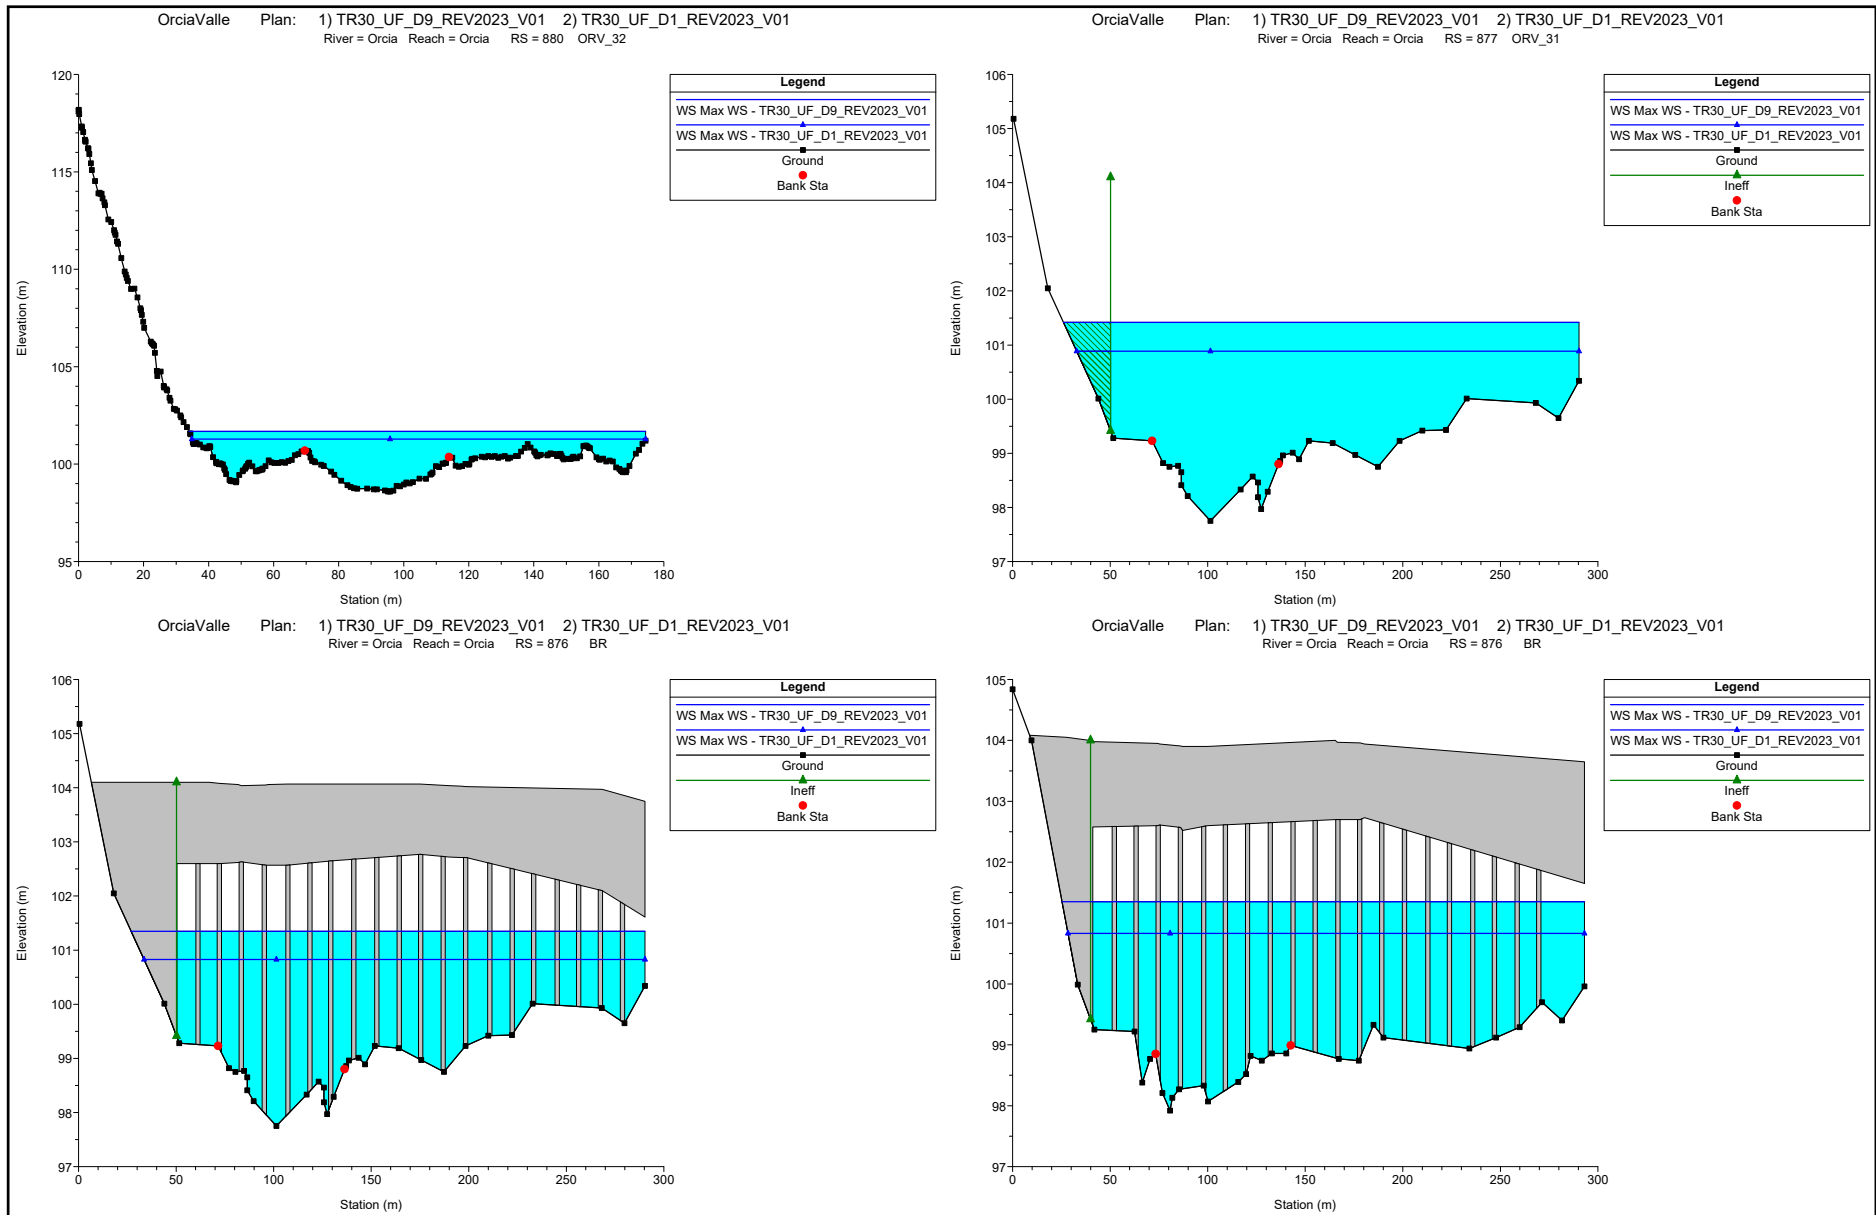 OrciaValle Plan: 1) TR30_UF_D9_REV2023_V01 2) TR30_UF_D1_REV2023_V01
River = Orcia Reach = Orcia RS = 880 ORV_32
120
115
110
105
100
95
Elevation (m)
0 20 40 60 80 100 120 140 160 180
Station (m)
Legend
WS Max WS - TR30_UF_D9_REV2023_V01
WS Max WS - TR30_UF_D1_REV2023_V01
Ground
Bank Sta
OrciaValle Plan: 1) TR30_UF_D9_REV2023_V01 2) TR30_UF_D1_REV2023_V01
River = Orcia Reach = Orcia RS = 877 ORV_31
106
105
104
103
102
101
100
99
98
97
Elevation (m)
0 50 100 150 200 250 300
Station (m)
Legend
WS Max WS - TR30_UF_D9_REV2023_V01
WS Max WS - TR30_UF_D1_REV2023_V01
Ground
Ineff
Bank Sta
OrciaValle Plan: 1) TR30_UF_D9_REV2023_V01 2) TR30_UF_D1_REV2023_V01
River = Orcia Reach = Orcia RS = 876 BR
106
105
104
103
102
101
100
99
98
97
Elevation (m)
0 50 100 150 200 250 300
Station (m)
Legend
WS Max WS - TR30_UF_D9_REV2023_V01
WS Max WS - TR30_UF_D1_REV2023_V01
Ground
Ineff
Bank Sta
OrciaValle Plan: 1) TR30_UF_D9_REV2023_V01 2) TR30_UF_D1_REV2023_V01
River = Orcia Reach = Orcia RS = 876 BR
105
104
103
102
101
100
99
98
97
Elevation (m)
0 50 100 150 200 250 300
Station (m)
Legend
WS Max WS - TR30_UF_D9_REV2023_V01
WS Max WS - TR30_UF_D1_REV2023_V01
Ground
Ineff
Bank Sta